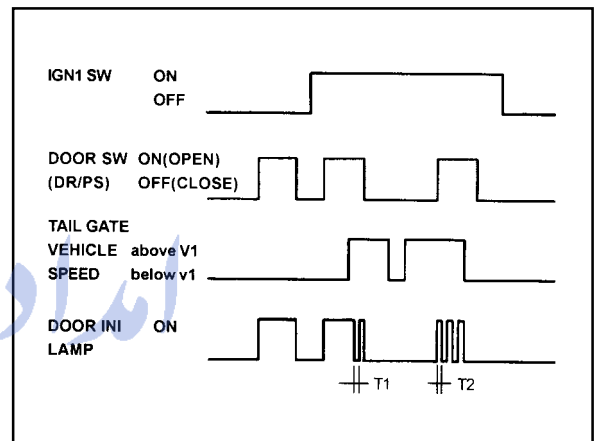 IGN1 SW ON
OFF
DOOR SW ON(OPEN)
(DR/PS) OFF(CLOSE)
TAIL GATE
VEHICLE above V1
SPEED below v1
DOOR INI ON
LAMP
T1 T2
امداد